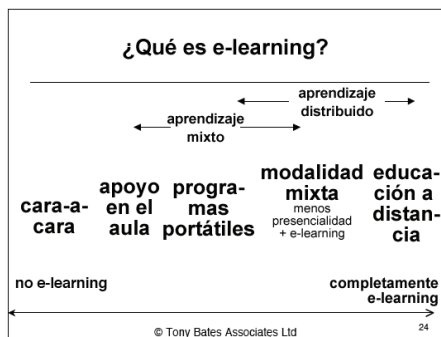 ¿Qué es e-learning?
aprendizaje
distribuido
aprendizaje
mixto
cara-a-
cara
apoyo
en el
aula
progra-
mas
portátiles
modalidad
mixta
menos
presencialidad
+ e-learning
educa-
ción a
distan-
cia
no e-learning
completamente
e-learning
© Tony Bates Associates Ltd
24